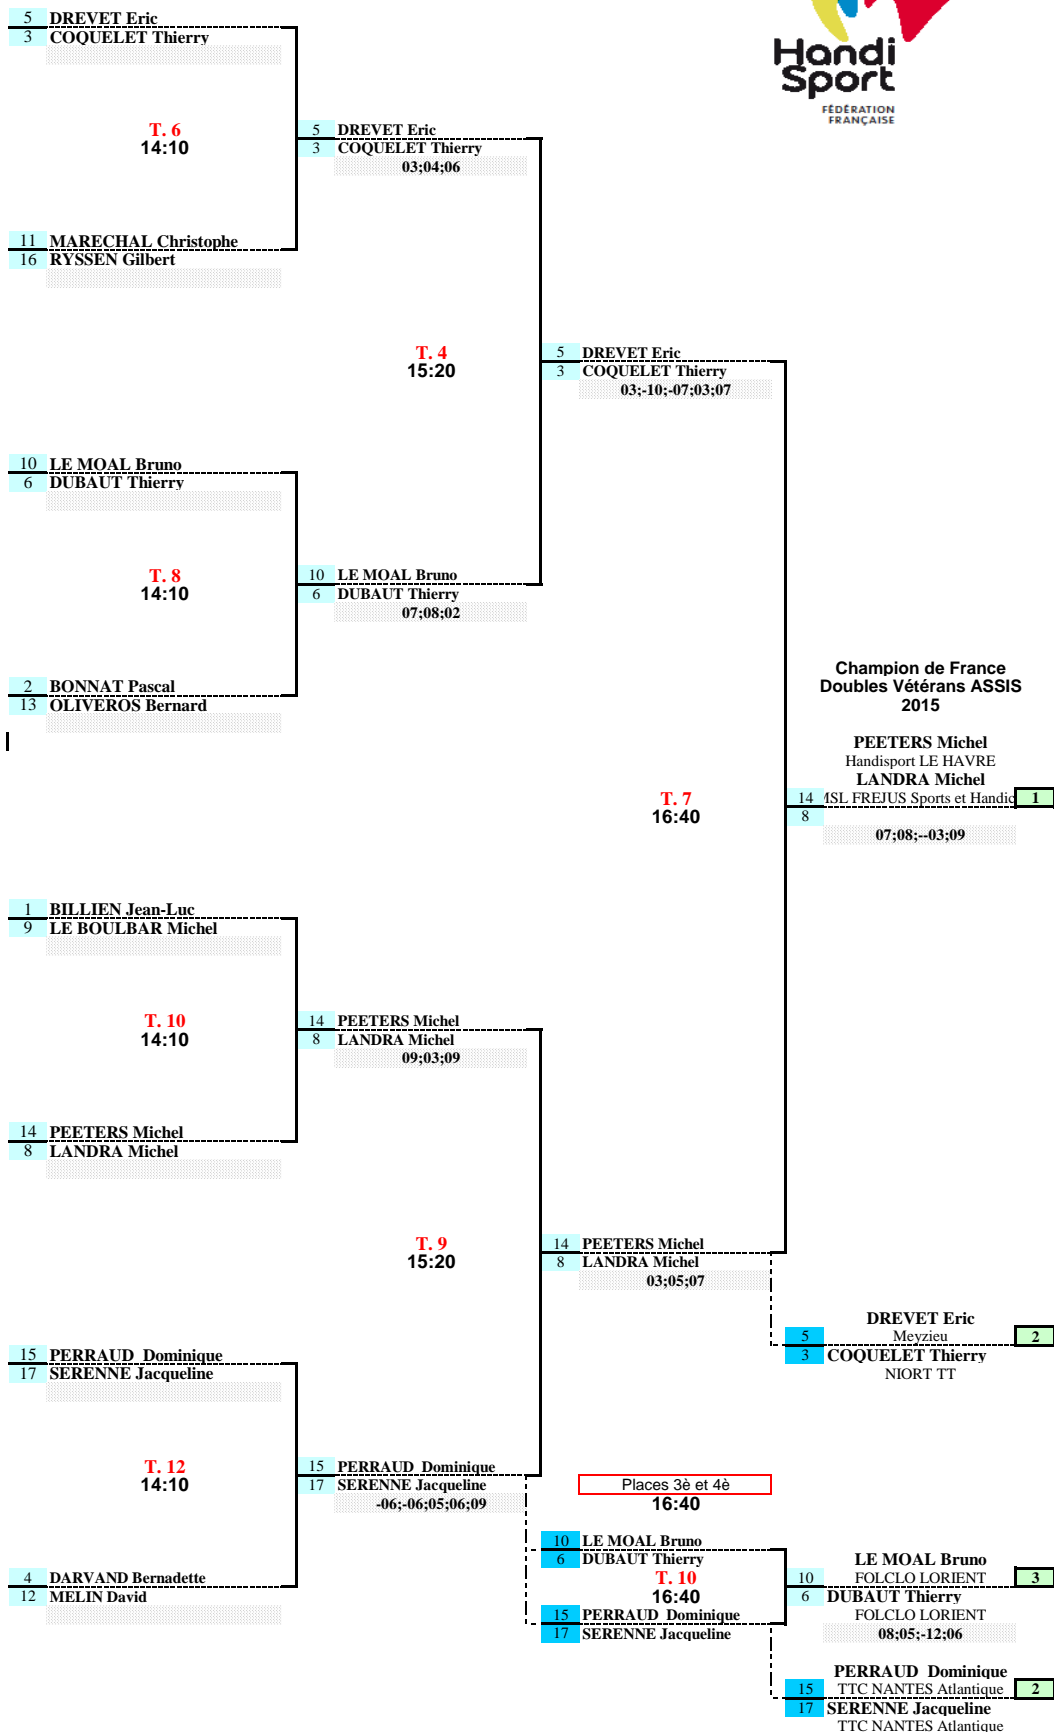 5 DREVET Eric
3 COQUELET Thierry
Handi
Sport
FÉDÉRATION
FRANÇAISE
T. 6
14:10
5 DREVET Eric
3 COQUELET Thierry
03;04;06
11 MARECHAL Christophe
16 RYSSEN Gilbert
T. 4
15:20
5 DREVET Eric
3 COQUELET Thierry
03;-10;-07;03;07
10 LE MOAL Bruno
6 DUBAUT Thierry
T. 8
14:10
10 LE MOAL Bruno
6 DUBAUT Thierry
07;08;02
2 BONNAT Pascal
13 OLIVEROS Bernard
Champion de France
Doubles Vétérans ASSIS
2015
PEETERS Michel
Handisport LE HAVRE
LANDRA Michel
14 MSL FREJUS Sports et Handic 1
8
07;08;--03;09
T. 7
16:40
1 BILLIEN Jean-Luc
9 LE BOULBAR Michel
T. 10
14:10
14 PEETERS Michel
8 LANDRA Michel
09;03;09
14 PEETERS Michel
8 LANDRA Michel
T. 9
15:20
14 PEETERS Michel
8 LANDRA Michel
03;05;07
DREVET Eric
5 Meyzieu 2
3 COQUELET Thierry
NIORT TT
15 PERRAUD Dominique
17 SERENNE Jacqueline
T. 12
14:10
15 PERRAUD Dominique
17 SERENNE Jacqueline
-06;-06;05;06;09
Places 3è et 4è
16:40
10 LE MOAL Bruno
6 DUBAUT Thierry
T. 10
16:40
15 PERRAUD Dominique
17 SERENNE Jacqueline
4 DARVAND Bernadette
12 MELIN David
LE MOAL Bruno
10 FOLCLO LORIENT 3
6 DUBAUT Thierry
FOLCLO LORIENT
08;05;-12;06
PERRAUD Dominique
15 TTC NANTES Atlantique 2
17 SERENNE Jacqueline
TTC NANTES Atlantique